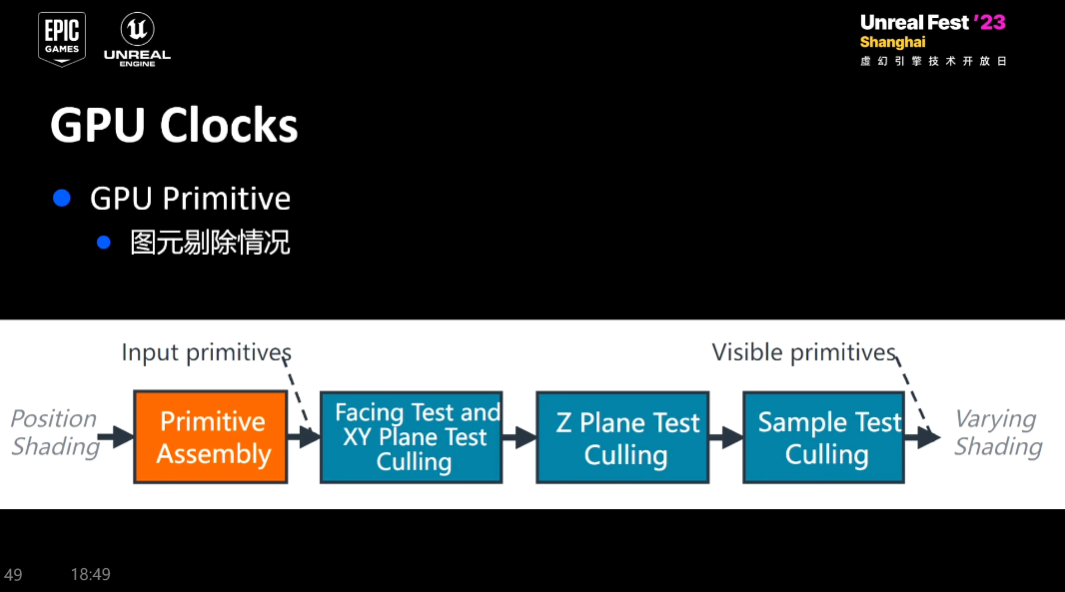 EPIC
GAMES
UNREAL
ENGINE
Unreal Fest '23
Shanghai
虚幻引擎技术开放日
GPU Clocks
GPU Primitive
图元剔除情况
Input primitives
Visible primitives
Position
Shading
Primitive
Assembly
Facing Test and
XY Plane Test
Culling
Z Plane Test
Culling
Sample Test
Culling
Varying
Shading
49
18:49